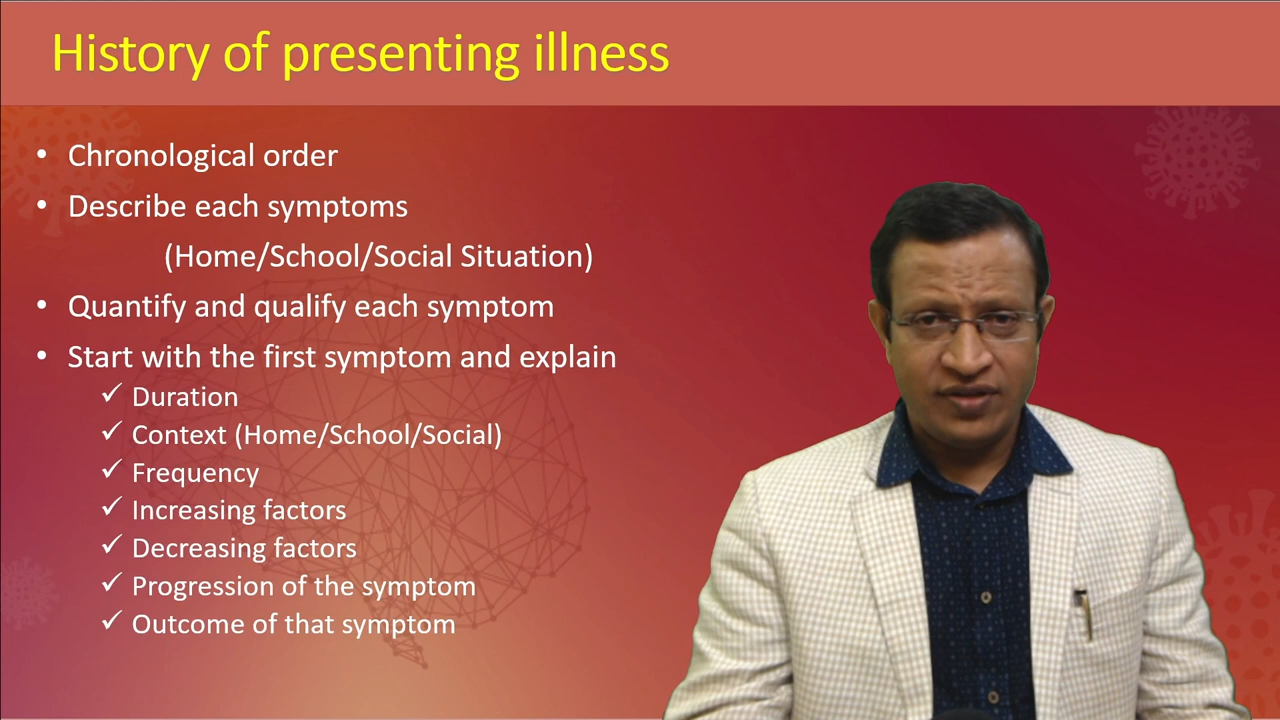 History of presenting illness
• Chronological order
• Describe each symptoms
(Home/School/Social Situation)
• Quantify and qualify each symptom
• Start with the first symptom and explain
✓ Duration
✓ Context (Home/School/Social)
✓ Frequency
✓ Increasing factors
✓ Decreasing factors
✓ Progression of the symptom
✓ Outcome of that symptom